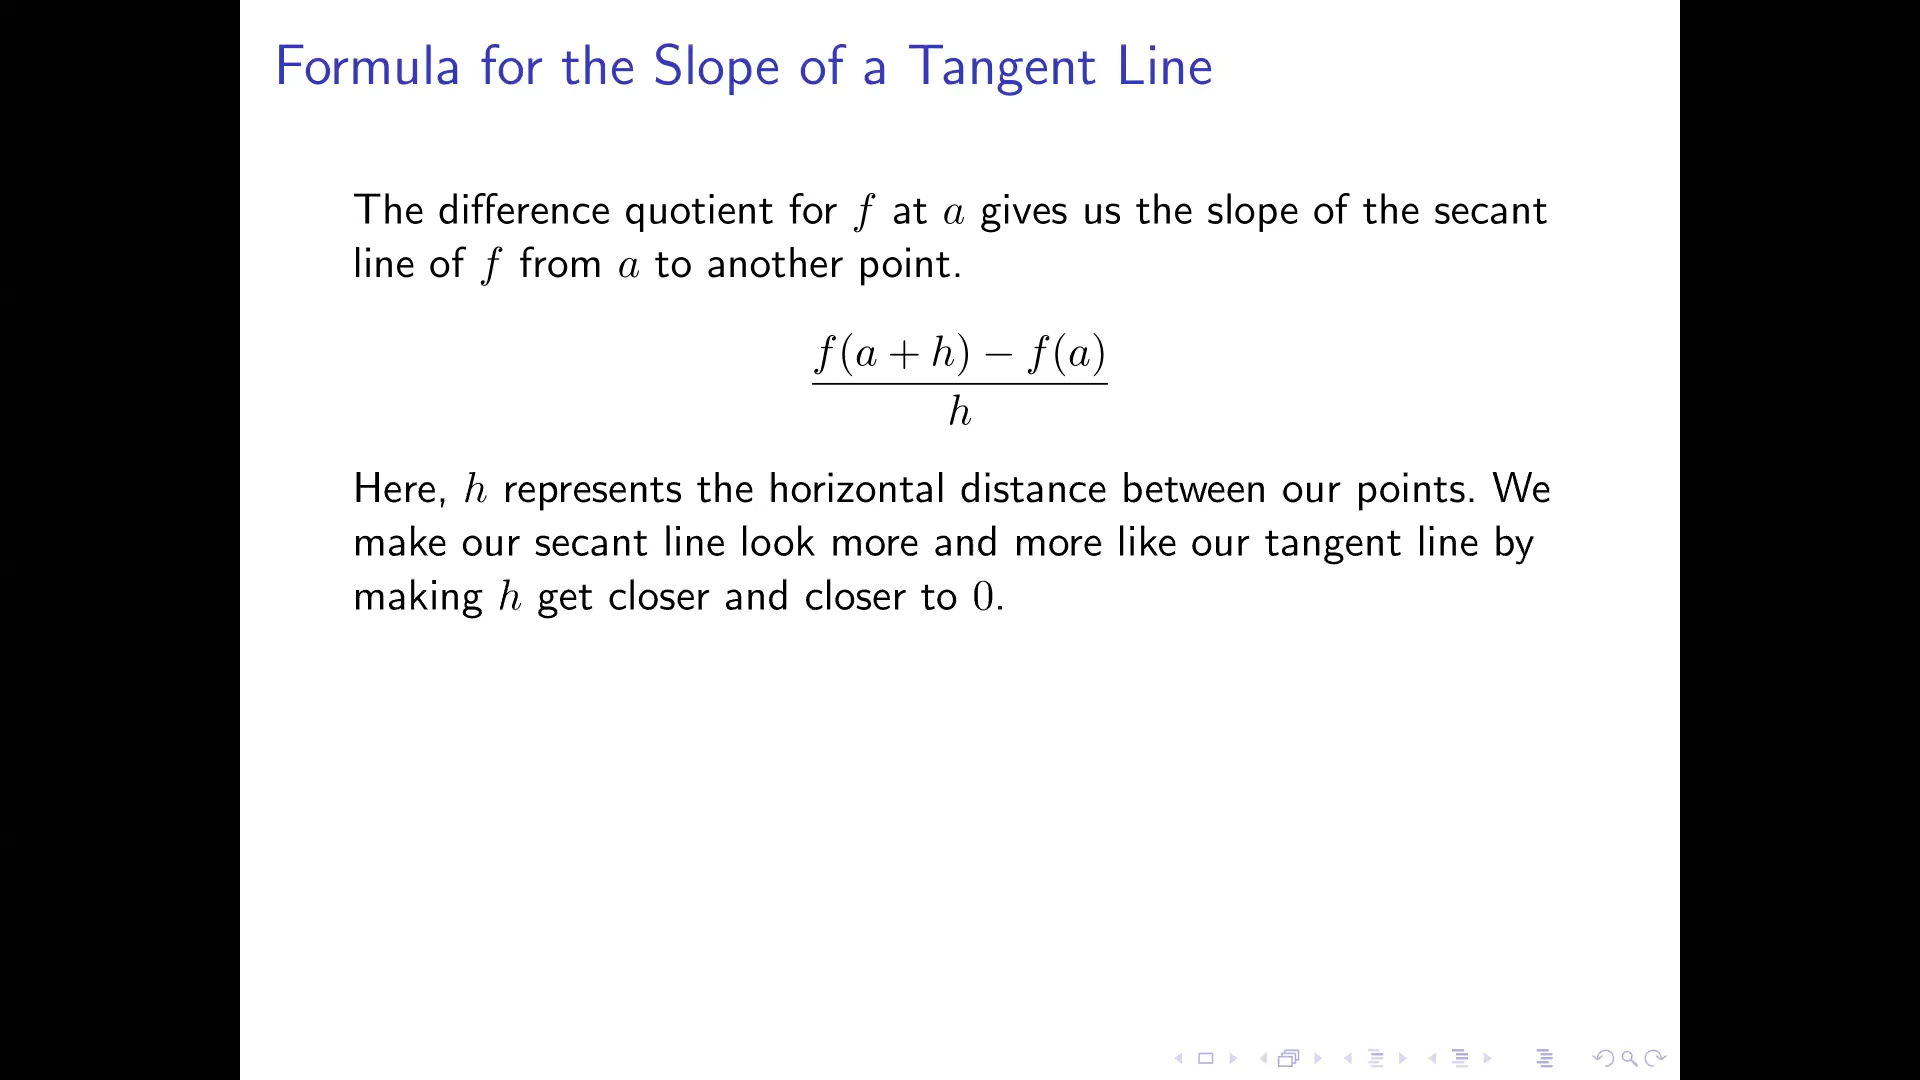 Formula for the Slope of a Tangent Line
The difference quotient for f at a gives us the slope of the secant
line of f from a to another point.
f(a + h) − f(a)
h
Here, h represents the horizontal distance between our points. We
make our secant line look more and more like our tangent line by
making h get closer and closer to 0.